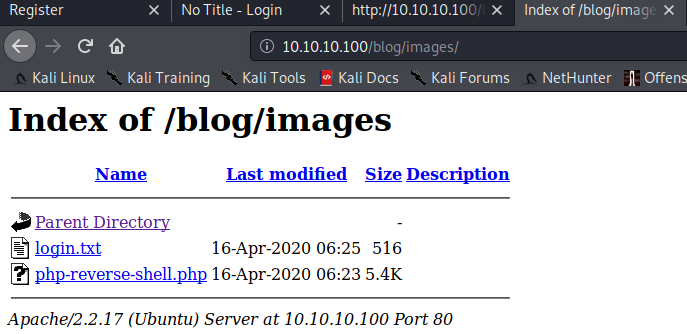 Register
No Title - Login
http://10.10.10.100/
Index of /blog/image
10.10.10.100/blog/images/
Kali Linux
Kali Training
Kali Tools
Kali Docs
Kali Forums
NetHunter
Offens
Index of /blog/images
Name Last modified Size Description
Parent Directory -
login.txt 16-Apr-2020 06:25 516
php-reverse-shell.php 16-Apr-2020 06:23 5.4K
Apache/2.2.17 (Ubuntu) Server at 10.10.10.100 Port 80